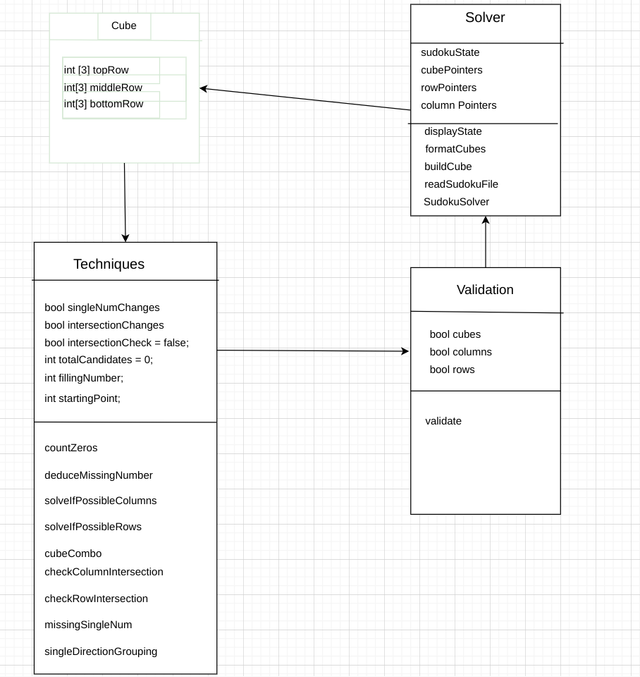 Cube
int [3] topRow
int[3] middleRow
int[3] bottomRow
Solver
sudokuState
cubePointers
rowPointers
column Pointers
displayState
formatCubes
buildCube
readSudokuFile
SudokuSolver
Techniques
bool singleNumChanges
bool intersectionChanges
bool intersectionCheck = false;
int totalCandidates = 0;
int fillingNumber;
int startingPoint;
countZeros
deduceMissingNumber
solveIfPossibleColumns
solveIfPossibleRows
cubeCombo
checkColumnIntersection
checkRowIntersection
missingSingleNum
singleDirectionGrouping
Validation
bool cubes
bool columns
bool rows
validate